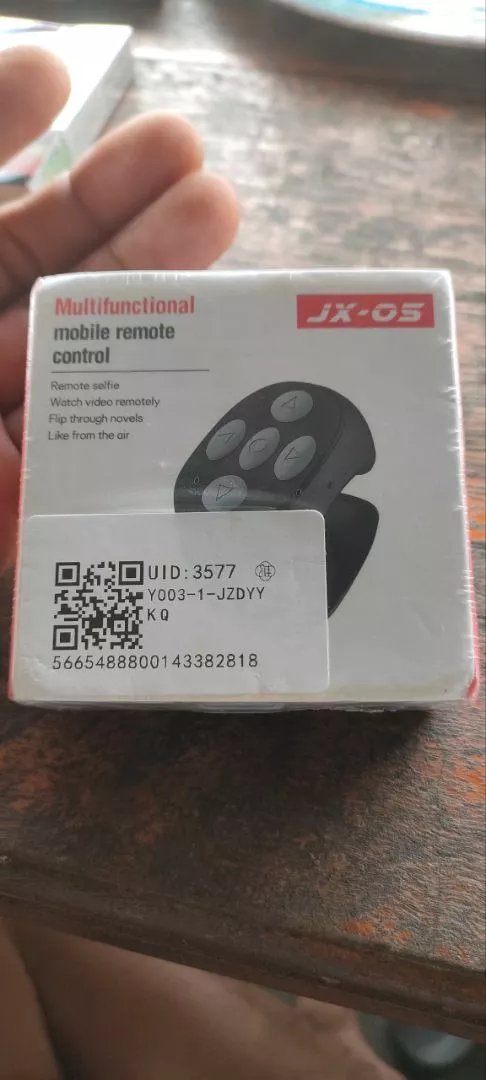 Multifunctional
mobile remote
control
JX-05
Remote selfie
Watch video remotely
Flip through novels
Like from the air
UID:3577
Y003-1-JZDYY
KQ
5665488800143382818